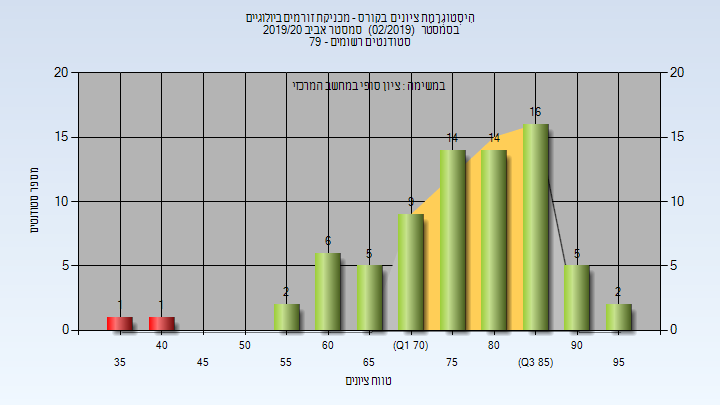 היסטוגרמת ציונים בקורס - מכניקת זורמים ביולוגיים
בסמסטר (02/2019) סמסטר אביב 2019/20
סטודנטים רשומים - 79
במשימה : ציון סופי במחשב המרכזי
20 20
15 15
10 10
5 5
0 0
מספר סטודנטים
1 1 2 6 5 9 14 14 16 5 2
40 50 60 (Q1 70) 80 90
35 45 55 65 75 (Q3 85) 95
טווח ציונים